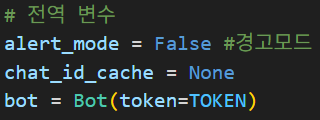 # 전역 변수
alert_mode = False #경고모드
chat_id_cache = None
bot = Bot(token=TOKEN)